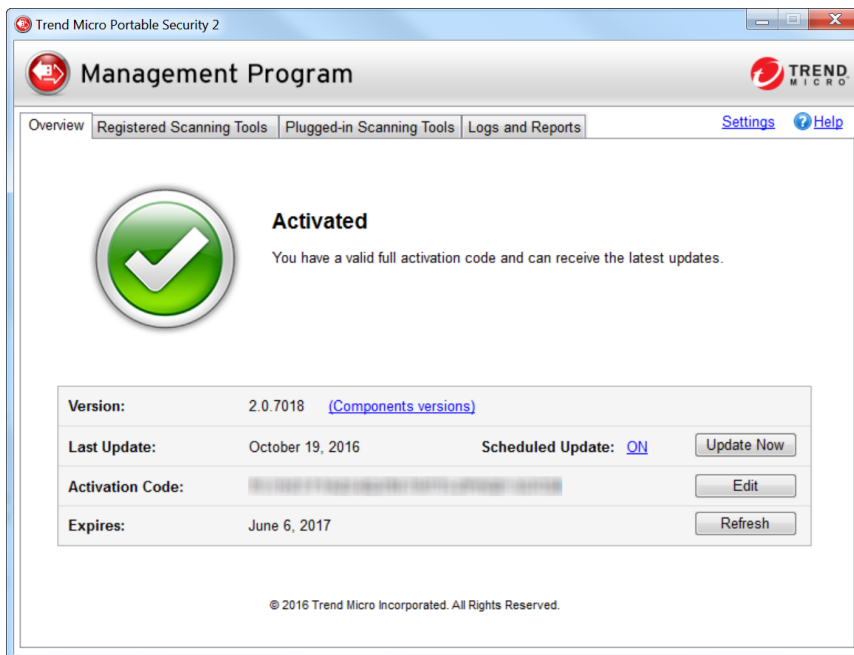 Trend Micro Portable Security 2
Management Program
TREND MICRO
Overview Registered Scanning Tools Plugged-in Scanning Tools Logs and Reports Settings Help
Activated
You have a valid full activation code and can receive the latest updates.
Version: 2.0.7018 (Components versions)
Last Update: October 19, 2016 Scheduled Update: ON Update Now
Activation Code: Edit
Expires: June 6, 2017 Refresh
© 2016 Trend Micro Incorporated. All Rights Reserved.